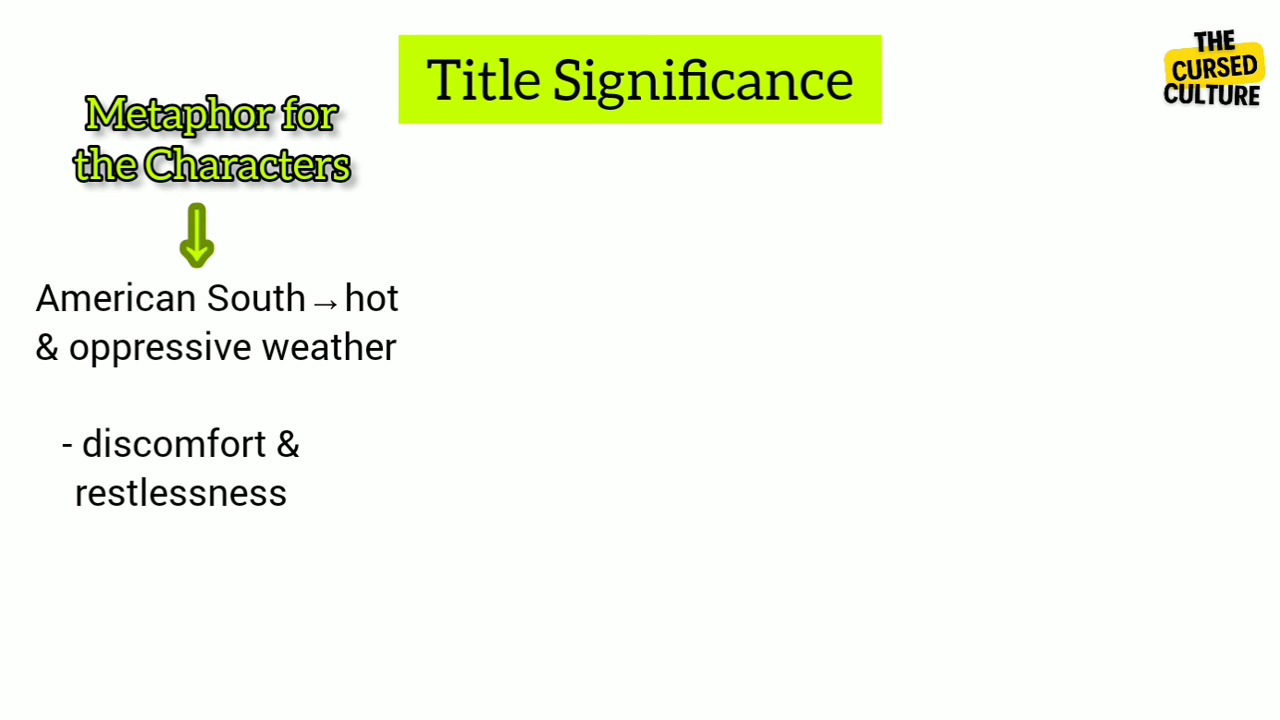 Title Significance
THE
CURSED
CULTURE
Metaphor for
the Characters
American South→hot
& oppressive weather
- discomfort &
restlessness